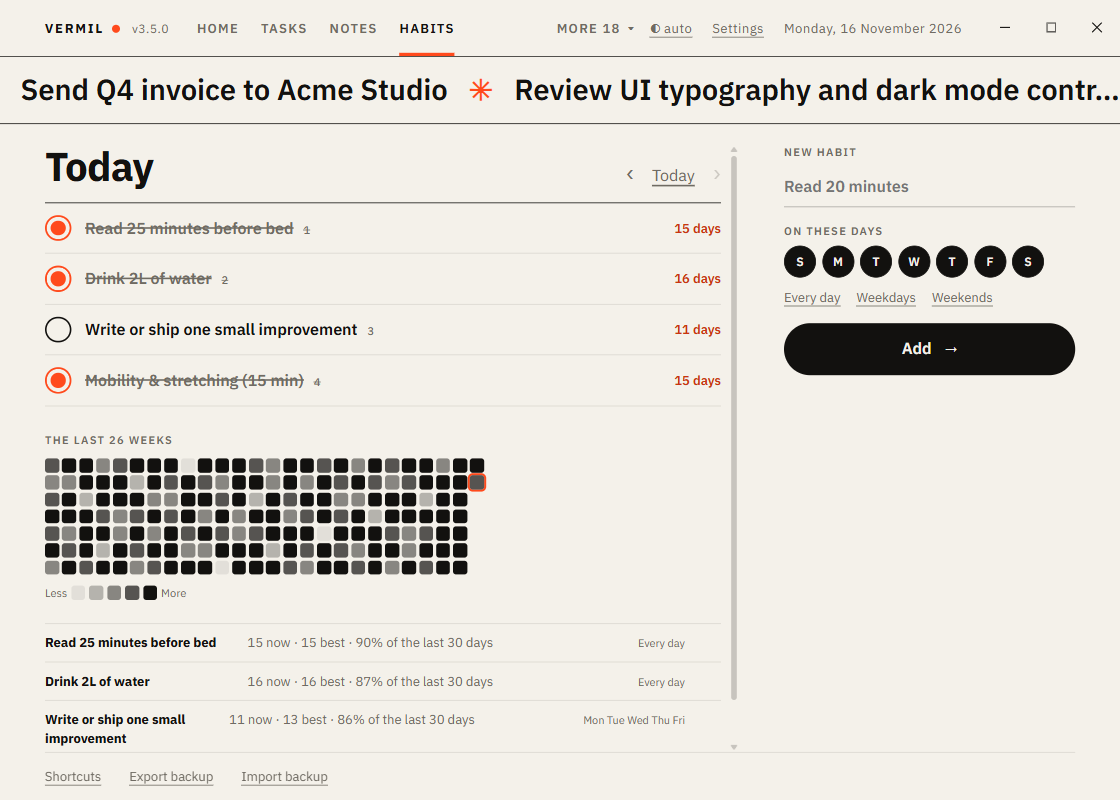 VERMIL v3.5.0 HOME TASKS NOTES HABITS MORE 18 auto Settings Monday, 16 November 2026
Send Q4 invoice to Acme Studio ✳ Review UI typography and dark mode contr...
Today
‹ Today ›
Read 25 minutes before bed 1 15 days
Drink 2L of water 2 16 days
Write or ship one small improvement 3 11 days
Mobility & stretching (15 min) 4 15 days
THE LAST 26 WEEKS
Less More
Read 25 minutes before bed 15 now · 15 best · 90% of the last 30 days Every day
Drink 2L of water 16 now · 16 best · 87% of the last 30 days Every day
Write or ship one small improvement 11 now · 13 best · 86% of the last 30 days Mon Tue Wed Thu Fri
NEW HABIT
Read 20 minutes
ON THESE DAYS
S M T W T F S
Every day Weekdays Weekends
Add →
Shortcuts Export backup Import backup